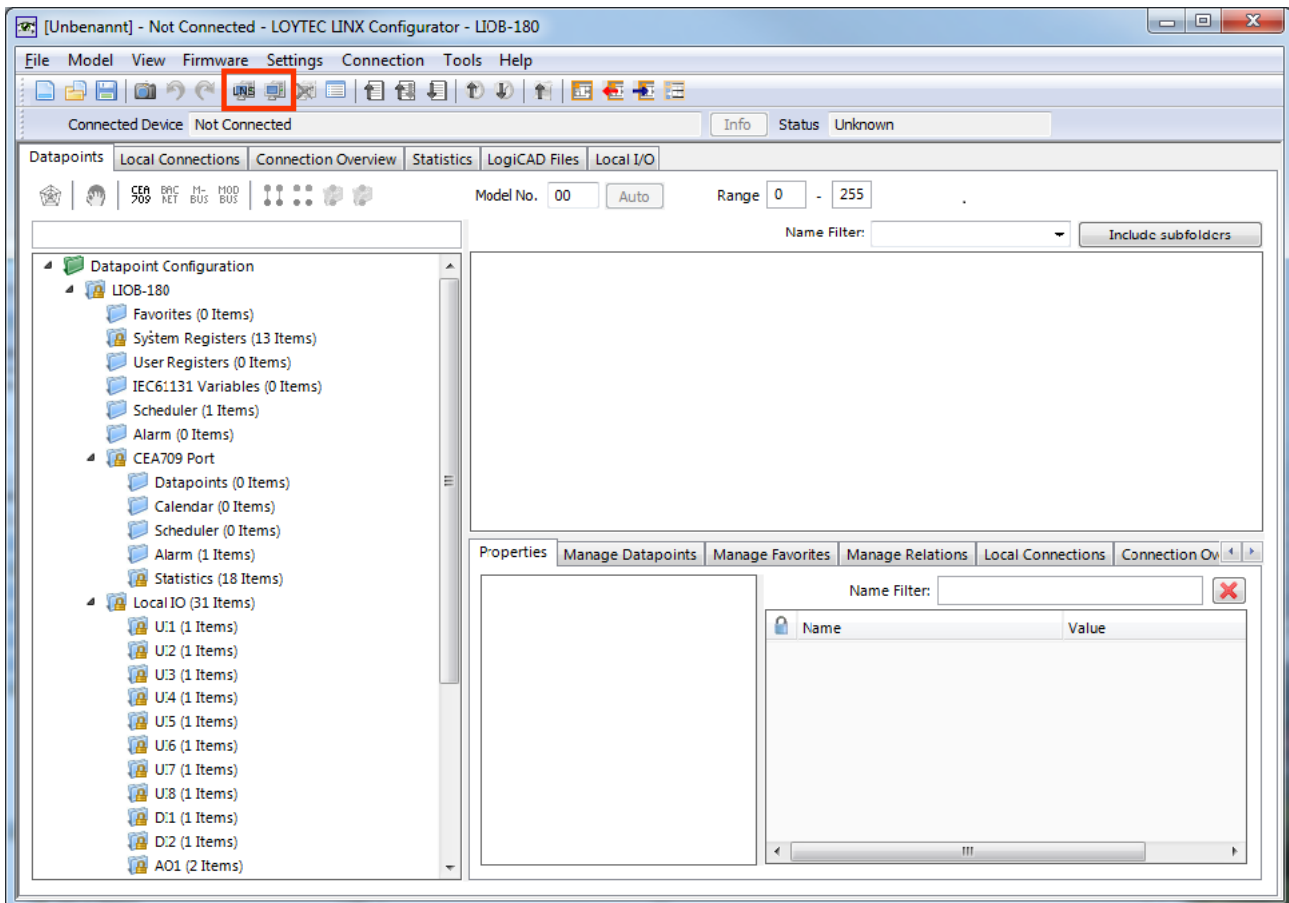 [Unbenannt] - Not Connected - LOYTEC LINX Configurator - LIOB-180
File Model View Firmware Settings Connection Tools Help
LNS
Connected Device Not Connected Info Status Unknown
Datapoints Local Connections Connection Overview Statistics LogiCAD Files Local I/O
CEA 709 BAC NET M- BUS MOD BUS Model No. 00 Auto Range 0 - 255
Name Filter: Include subfolders
Datapoint Configuration
LIOB-180
Favorites (0 Items)
System Registers (13 Items)
User Registers (0 Items)
IEC61131 Variables (0 Items)
Scheduler (1 Items)
Alarm (0 Items)
CEA709 Port
Datapoints (0 Items)
Calendar (0 Items)
Scheduler (0 Items)
Alarm (1 Items)
Statistics (18 Items)
Local IO (31 Items)
UI1 (1 Items)
UI2 (1 Items)
UI3 (1 Items)
UI4 (1 Items)
UI5 (1 Items)
UI6 (1 Items)
UI7 (1 Items)
UI8 (1 Items)
DI1 (1 Items)
DI2 (1 Items)
AO1 (2 Items)
Properties Manage Datapoints Manage Favorites Manage Relations Local Connections Connection Ov
Name Filter:
Name Value